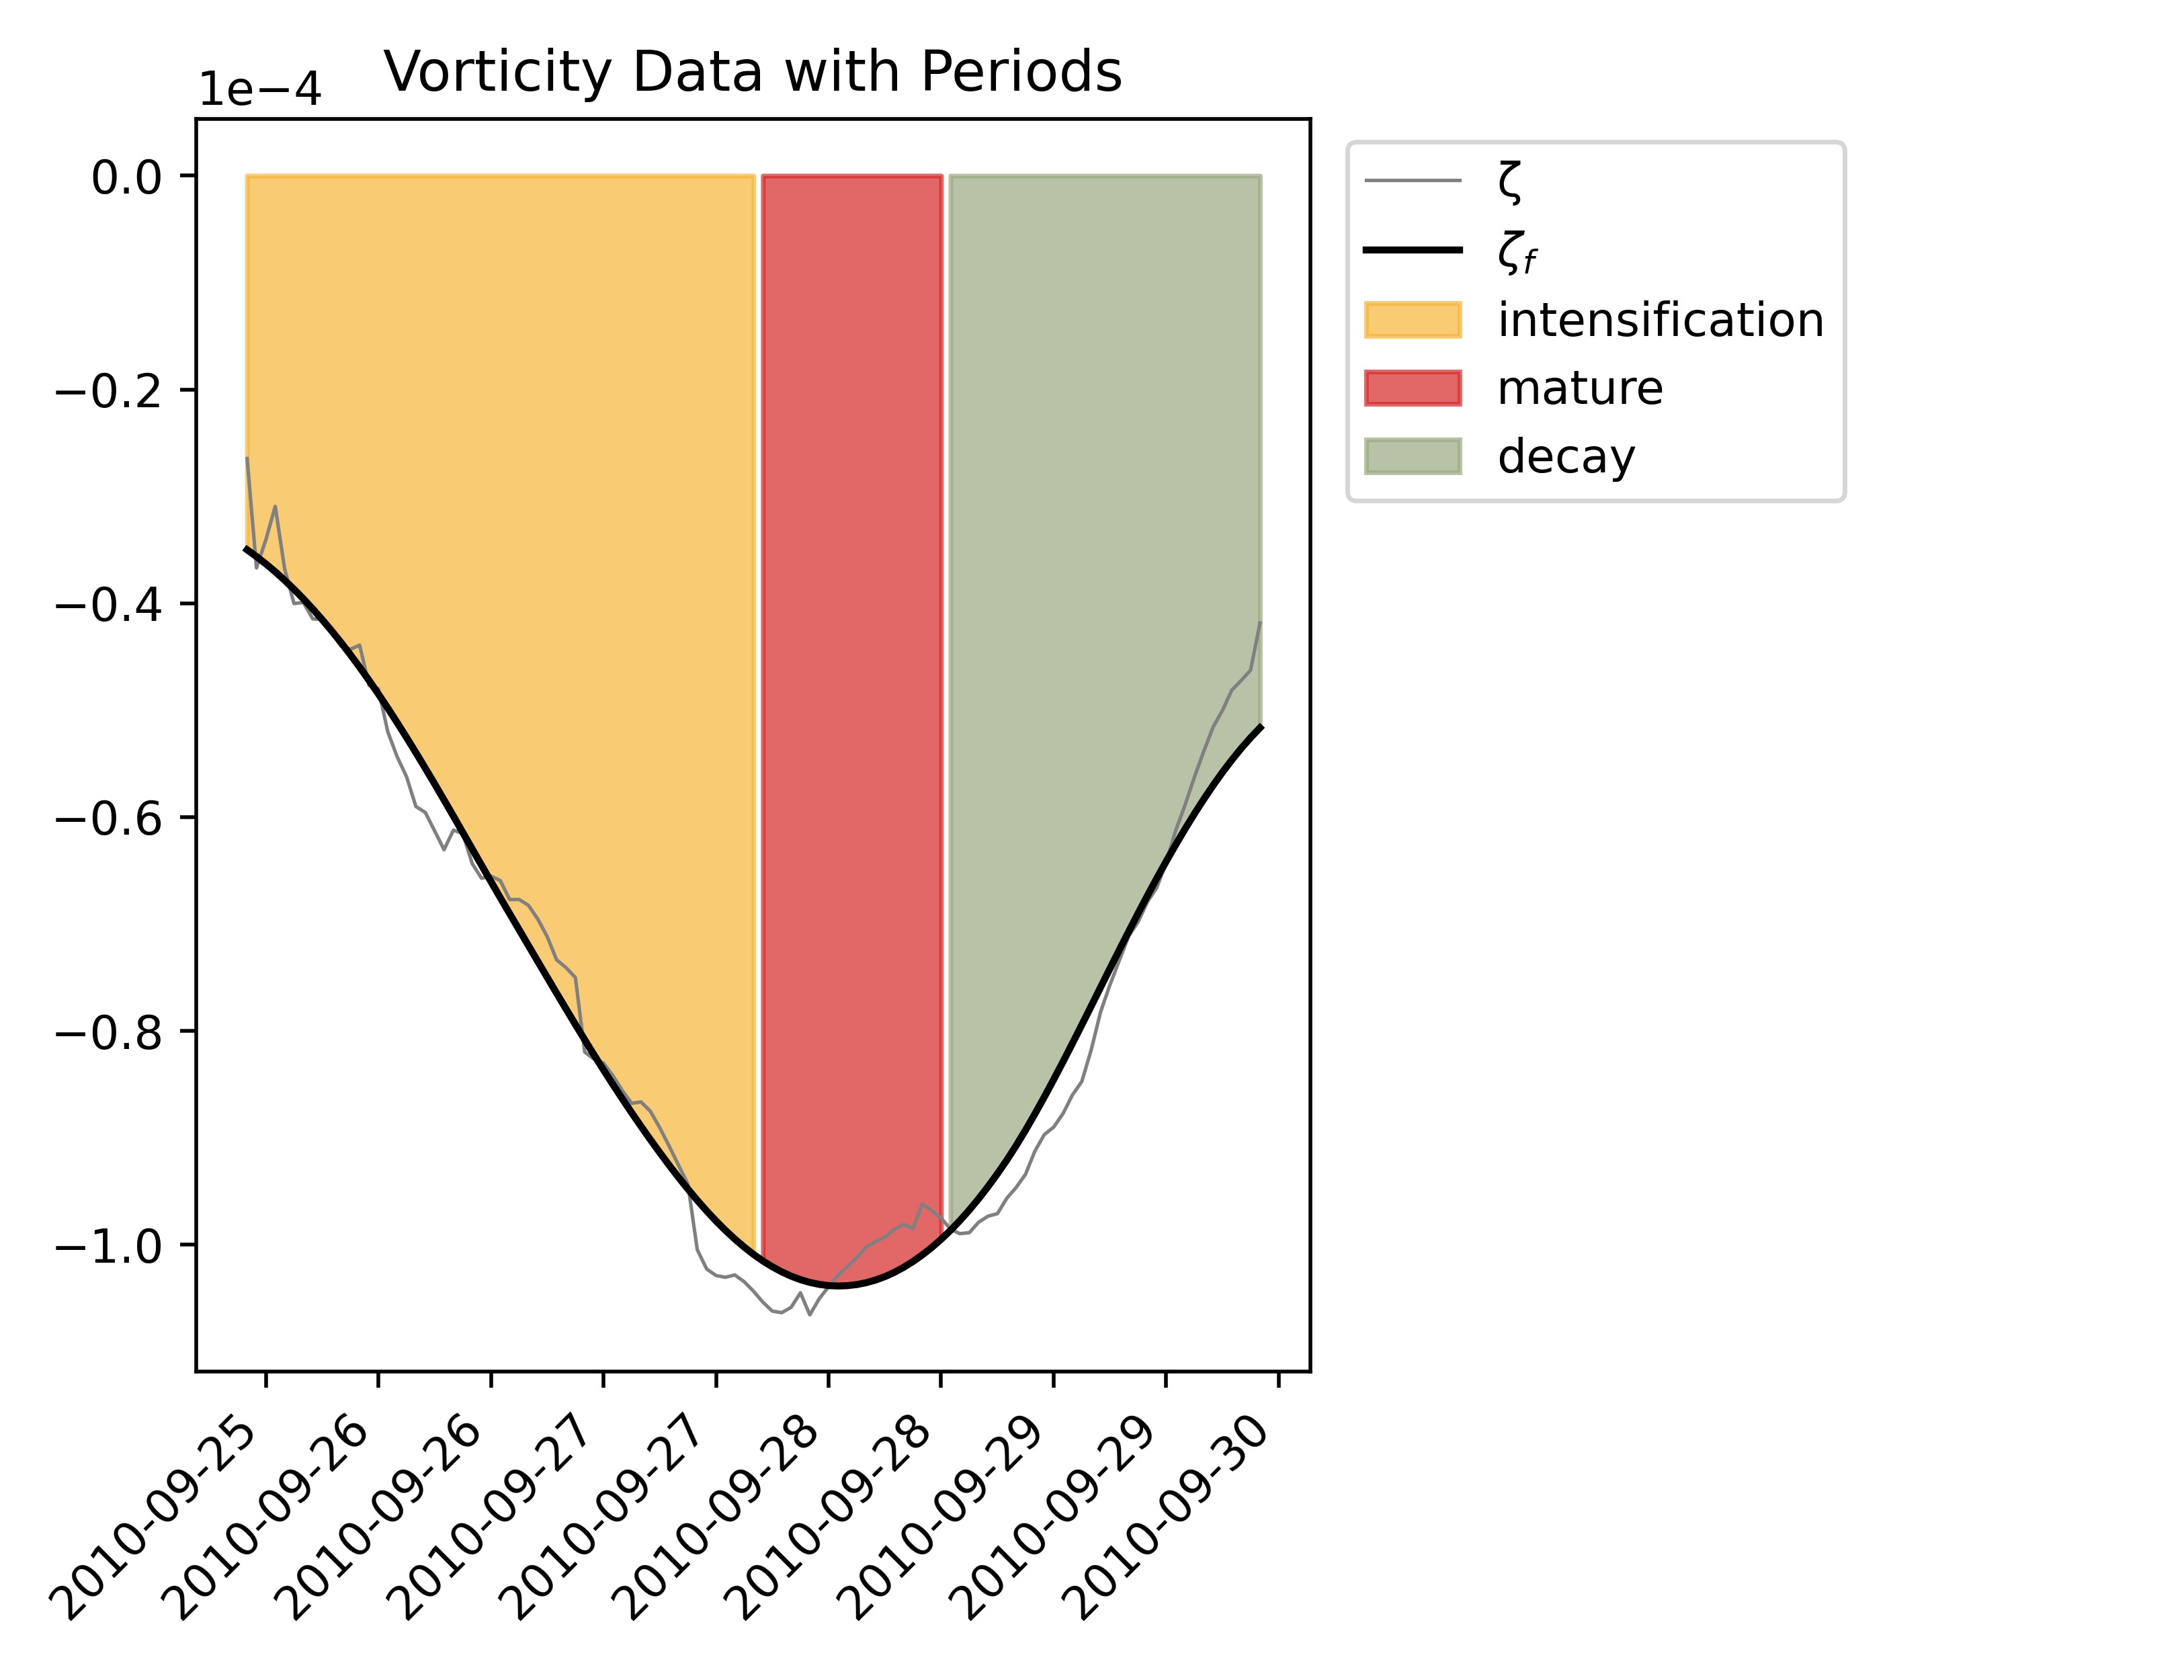 Vorticity Data with Periods
1e−4
0.0
−0.2
−0.4
−0.6
−0.8
−1.0
2010-09-25
2010-09-26
2010-09-26
2010-09-27
2010-09-27
2010-09-28
2010-09-28
2010-09-29
2010-09-29
2010-09-30
ζ
ζf
intensification
mature
decay